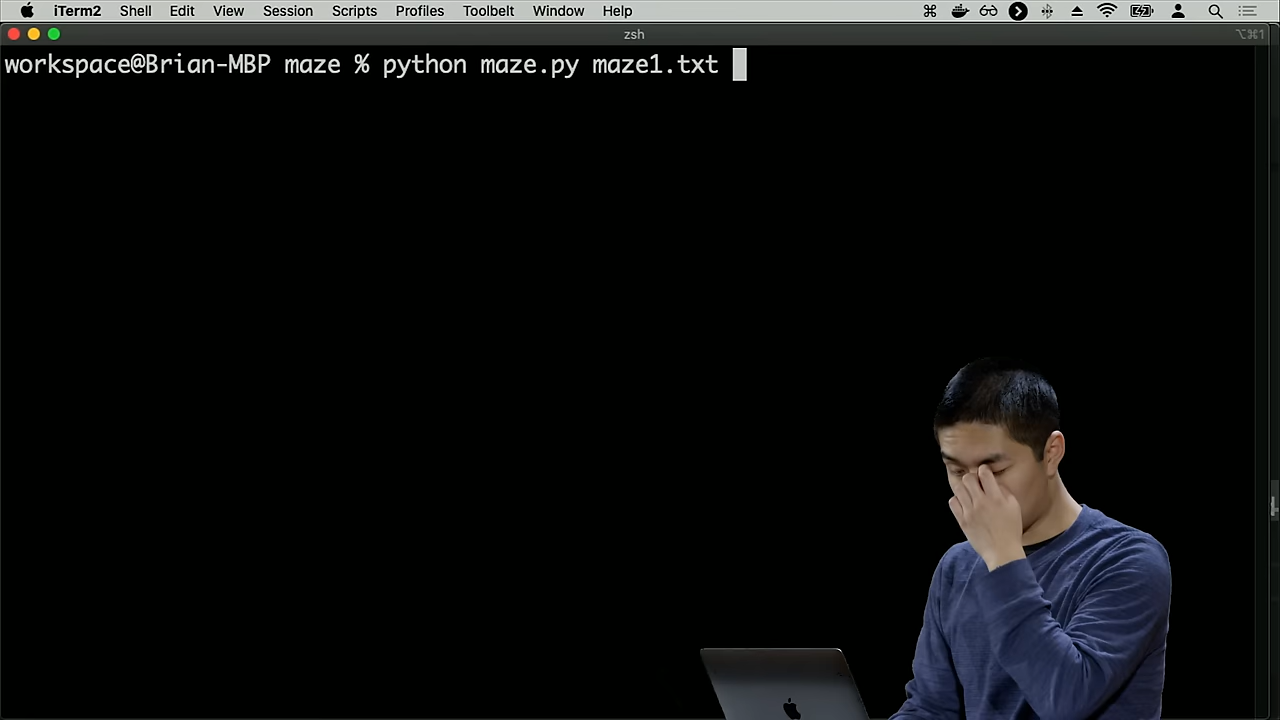 iTerm2 Shell Edit View Session Scripts Profiles Toolbelt Window Help
zsh
⌥⌘1
workspace@Brian-MBP maze % python maze.py maze1.txt